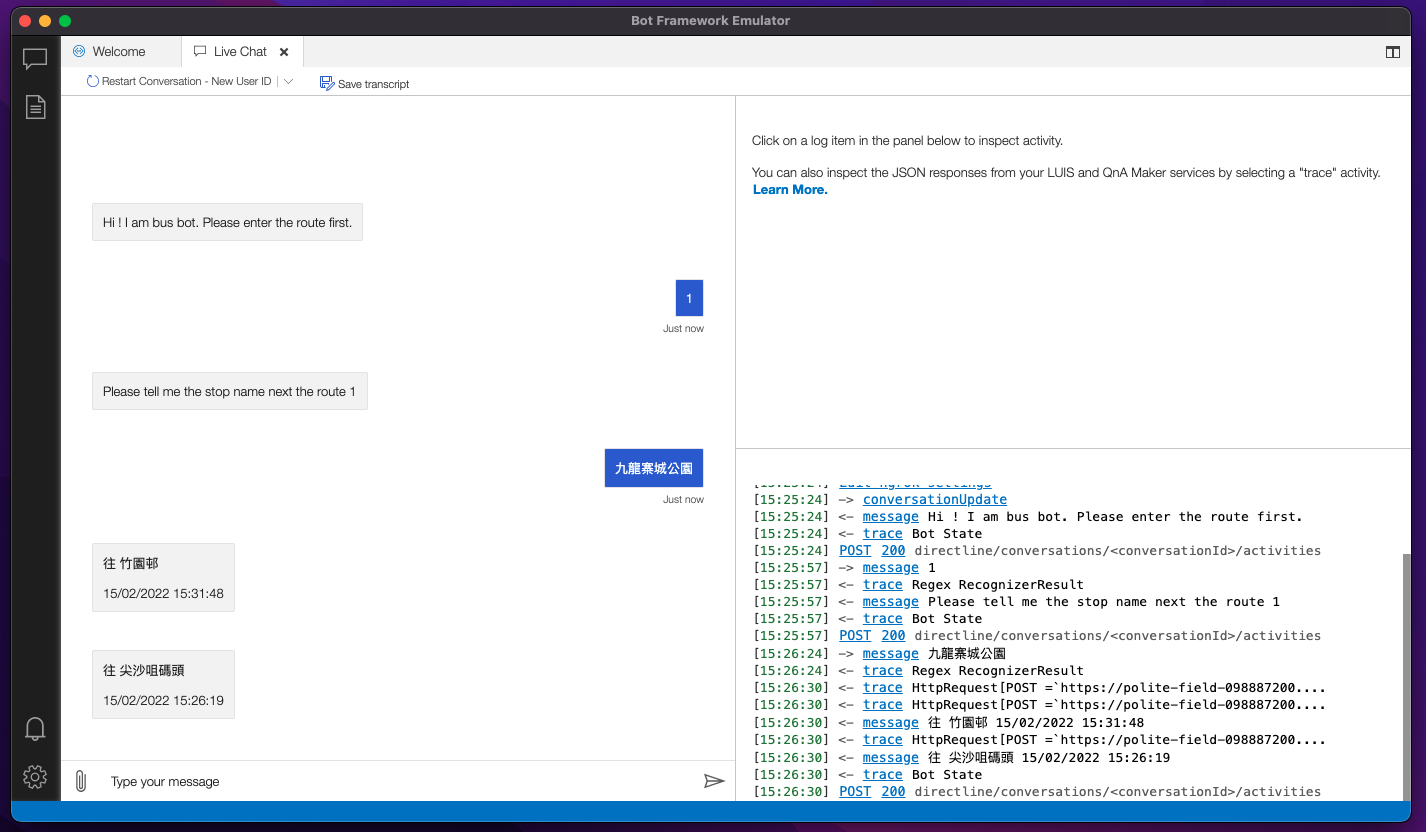 Bot Framework Emulator
Welcome
Live Chat
Restart Conversation - New User ID
Save transcript
Hi ! I am bus bot. Please enter the route first.
1
Just now
Please tell me the stop name next the route 1
九龍寨城公園
Just now
往 竹園邨
15/02/2022 15:31:48
往 尖沙咀碼頭
15/02/2022 15:26:19
Type your message
Click on a log item in the panel below to inspect activity.
You can also inspect the JSON responses from your LUIS and QnA Maker services by selecting a "trace" activity.
Learn More.
[15:25:24] Edit ngrok settings
[15:25:24] -> conversationUpdate
[15:25:24] <- message Hi ! I am bus bot. Please enter the route first.
[15:25:24] <- trace Bot State
[15:25:24] POST 200 directline/conversations/<conversationId>/activities
[15:25:57] -> message 1
[15:25:57] <- trace Regex RecognizerResult
[15:25:57] <- message Please tell me the stop name next the route 1
[15:25:57] <- trace Bot State
[15:25:57] POST 200 directline/conversations/<conversationId>/activities
[15:26:24] -> message 九龍寨城公園
[15:26:24] <- trace Regex RecognizerResult
[15:26:30] <- trace HttpRequest[POST =`https://polite-field-098887200....
[15:26:30] <- trace HttpRequest[POST =`https://polite-field-098887200....
[15:26:30] <- message 往 竹園邨 15/02/2022 15:31:48
[15:26:30] <- trace HttpRequest[POST =`https://polite-field-098887200....
[15:26:30] <- message 往 尖沙咀碼頭 15/02/2022 15:26:19
[15:26:30] <- trace Bot State
[15:26:30] POST 200 directline/conversations/<conversationId>/activities